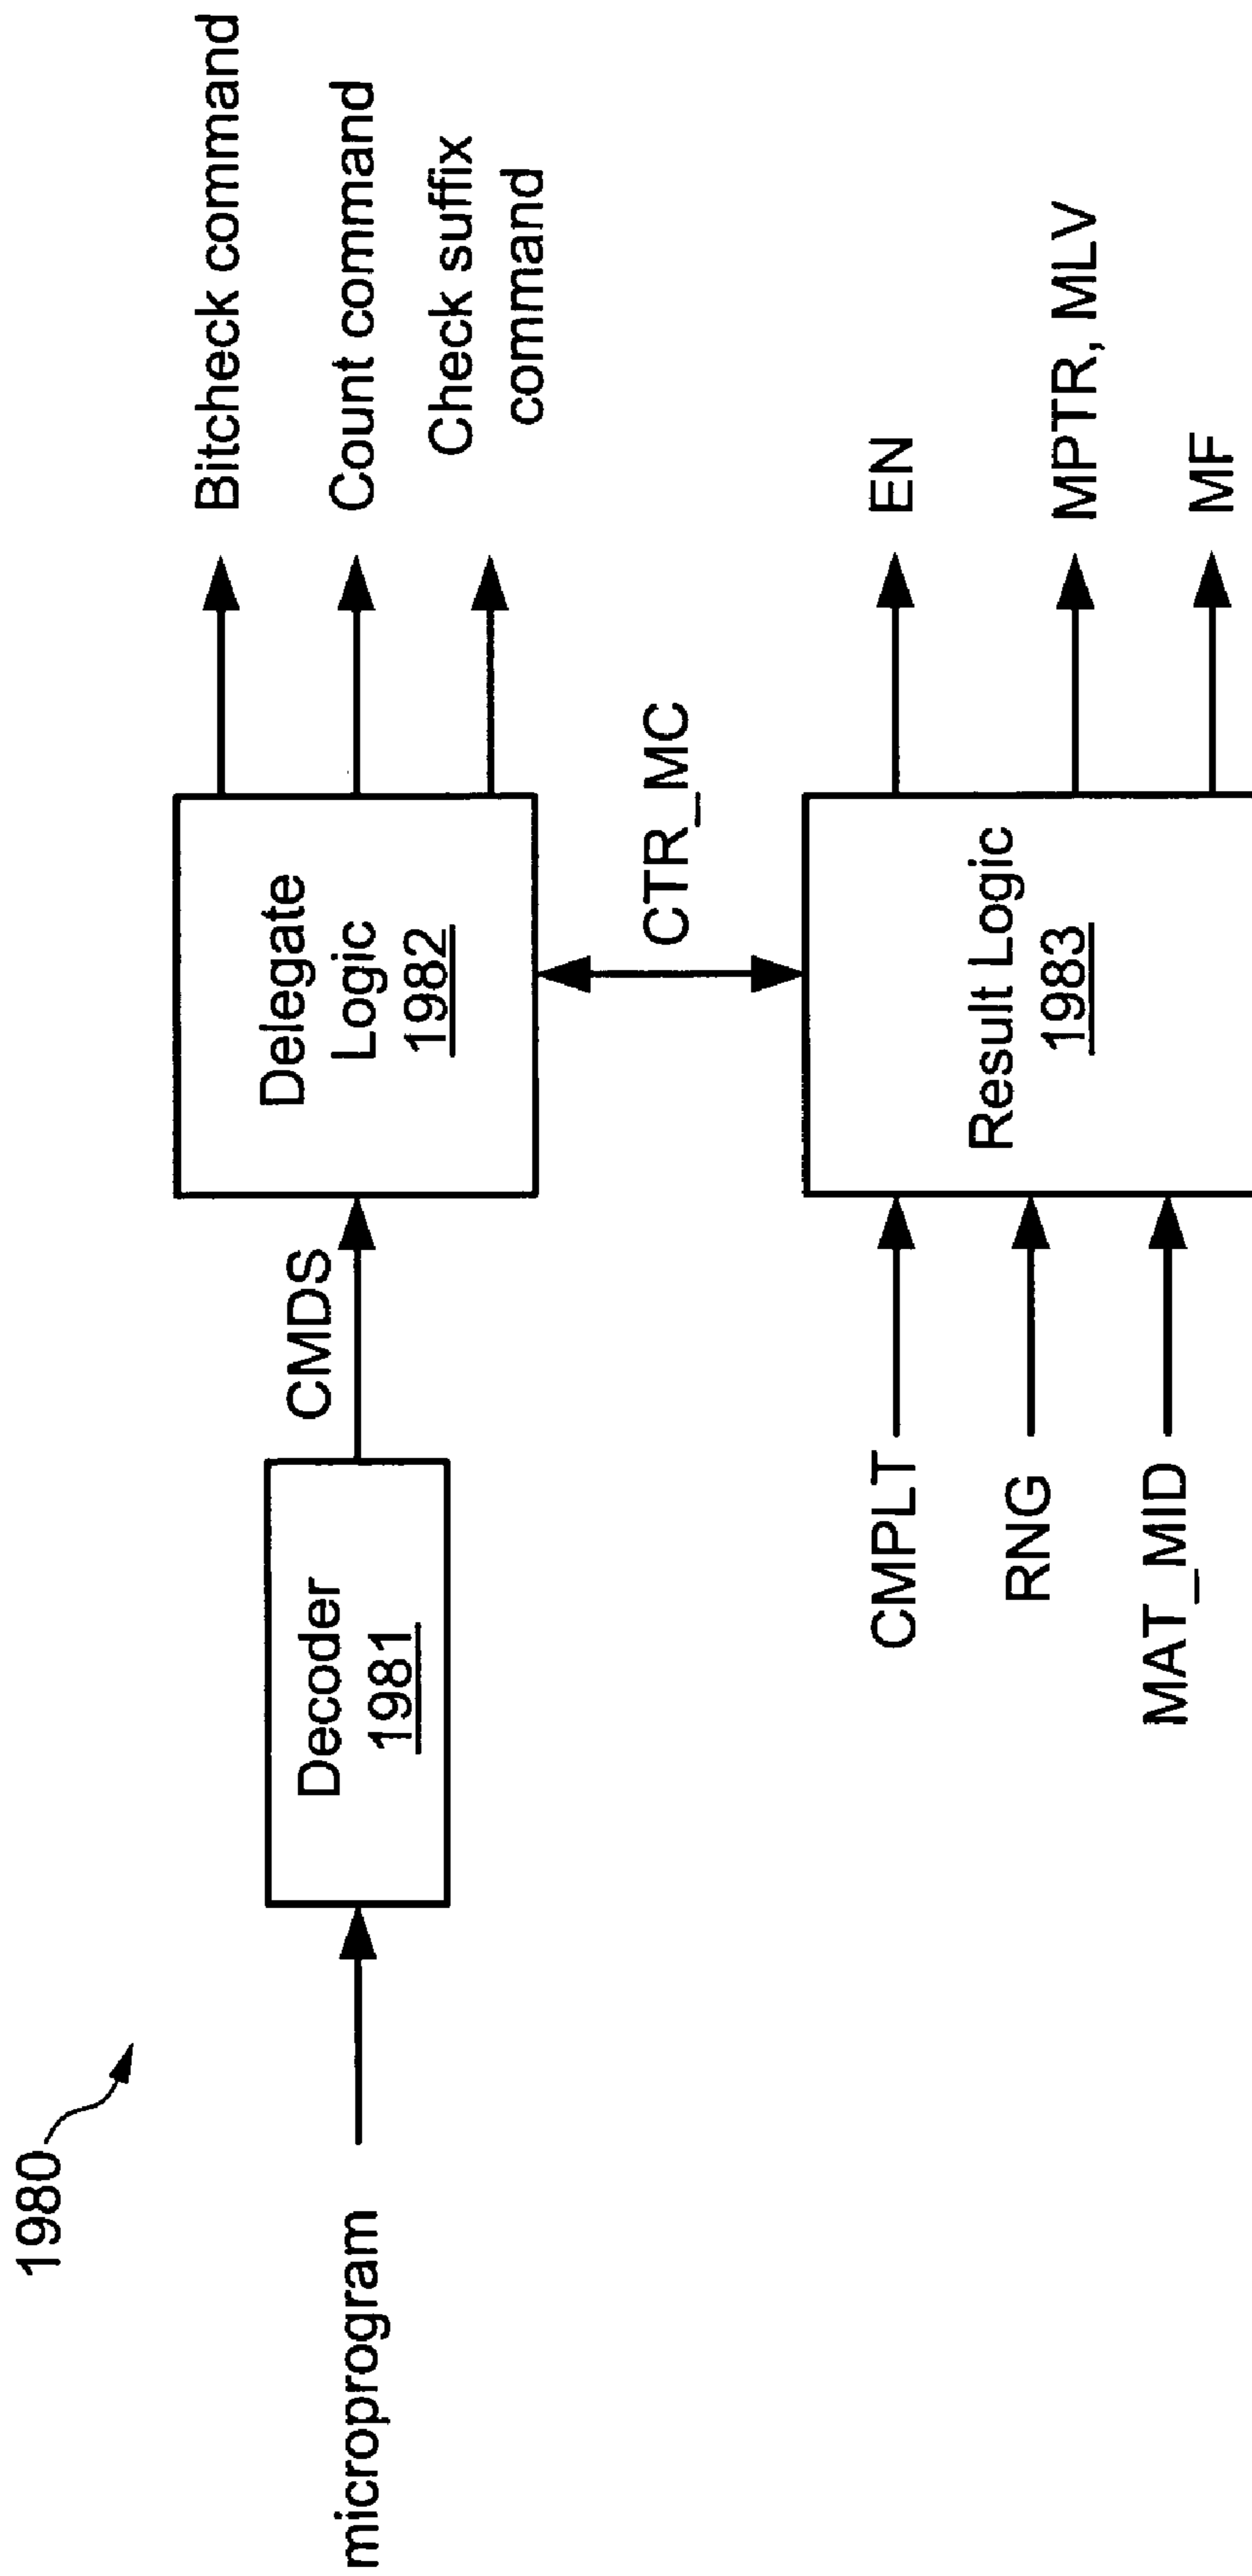 1980
microprogram
Decoder
1981
CMDS
Delegate
Logic
1982
Bitcheck command
Count command
Check suffix
command
CTR_MC
CMPLT
RNG
MAT_MID
Result Logic
1983
EN
MPTR, MLV
MF